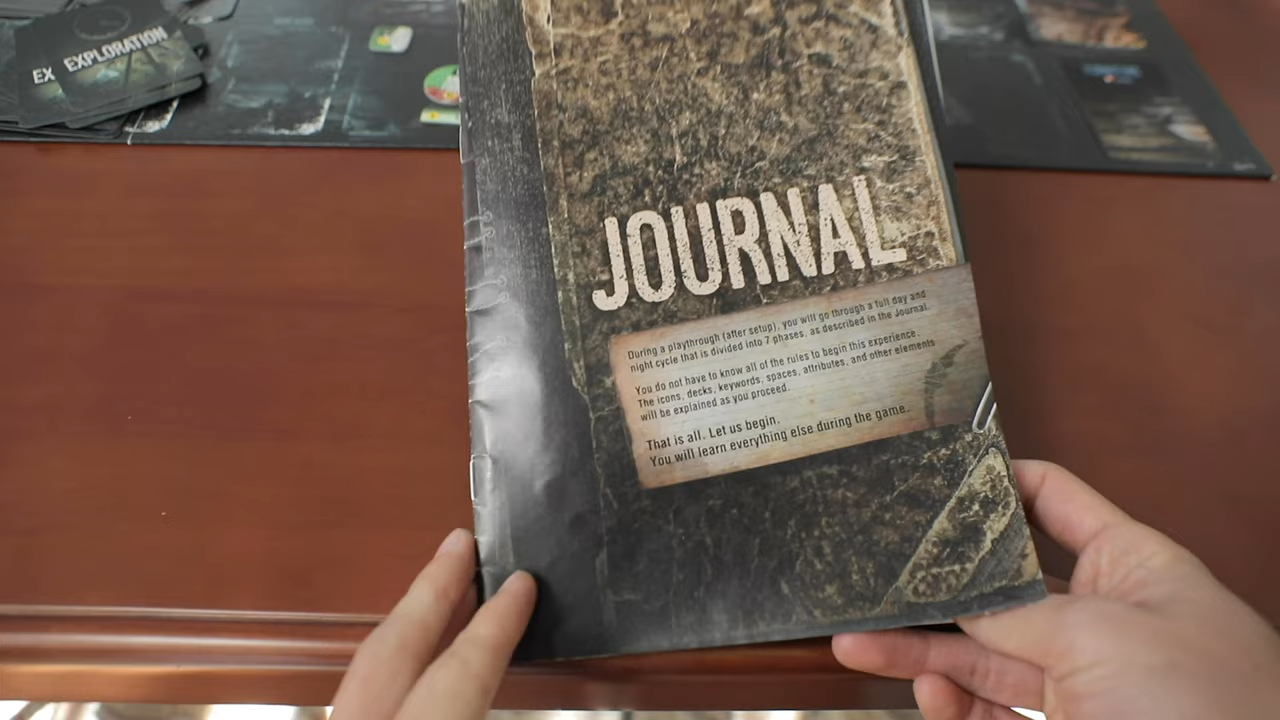 EX EXPLORATION
JOURNAL
During a playthrough (after setup), you will go through a full day and
night cycle that is divided into 7 phases, as described in the Journal.
You do not have to know all of the rules to begin this experience.
The icons, decks, keywords, spaces, attributes, and other elements
will be explained as you proceed.
That is all. Let us begin.
You will learn everything else during the game.